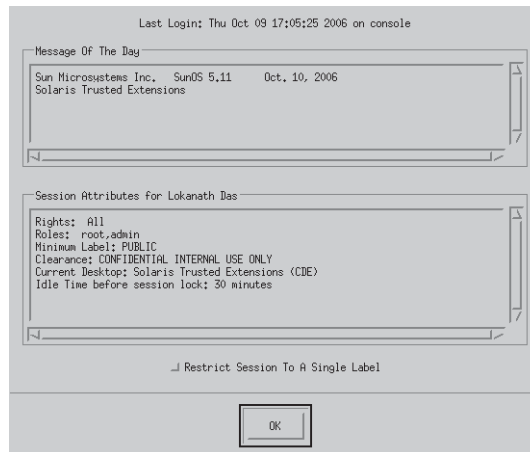 Last Login: Thu Oct 09 17:05:25 2006 on console
Message Of The Day
Sun Microsystems Inc. SunOS 5.11 Oct. 10, 2006
Solaris Trusted Extensions
Session Attributes for Lokanath Das
Rights: All
Roles: root,admin
Minimum Label: PUBLIC
Clearance: CONFIDENTIAL INTERNAL USE ONLY
Current Desktop: Solaris Trusted Extensions (CDE)
Idle Time before session lock: 30 minutes
Restrict Session To A Single Label
OK